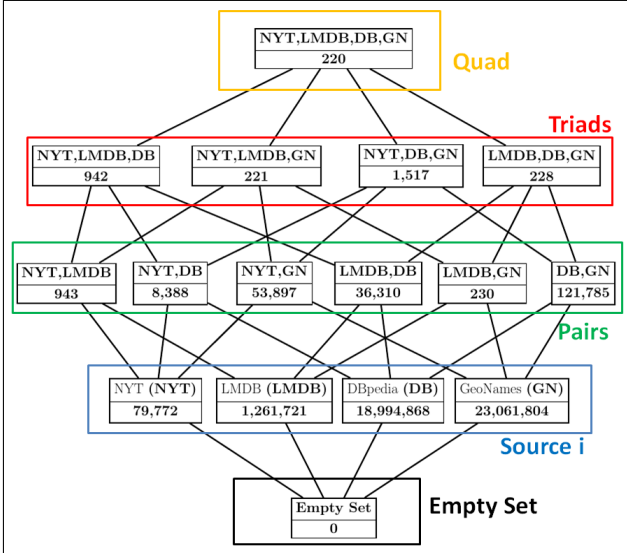 NYT,LMDB,DB,GN
220
Quad
Triads
NYT,LMDB,DB
942
NYT,LMDB,GN
221
NYT,DB,GN
1,517
LMDB,DB,GN
228
NYT,LMDB
943
NYT,DB
8,388
NYT,GN
53,897
LMDB,DB
36,310
LMDB,GN
230
DB,GN
121,785
Pairs
NYT (NYT)
79,772
LMDB (LMDB)
1,261,721
DBpedia (DB)
18,994,868
GeoNames (GN)
23,061,804
Source i
Empty Set
Empty Set
0